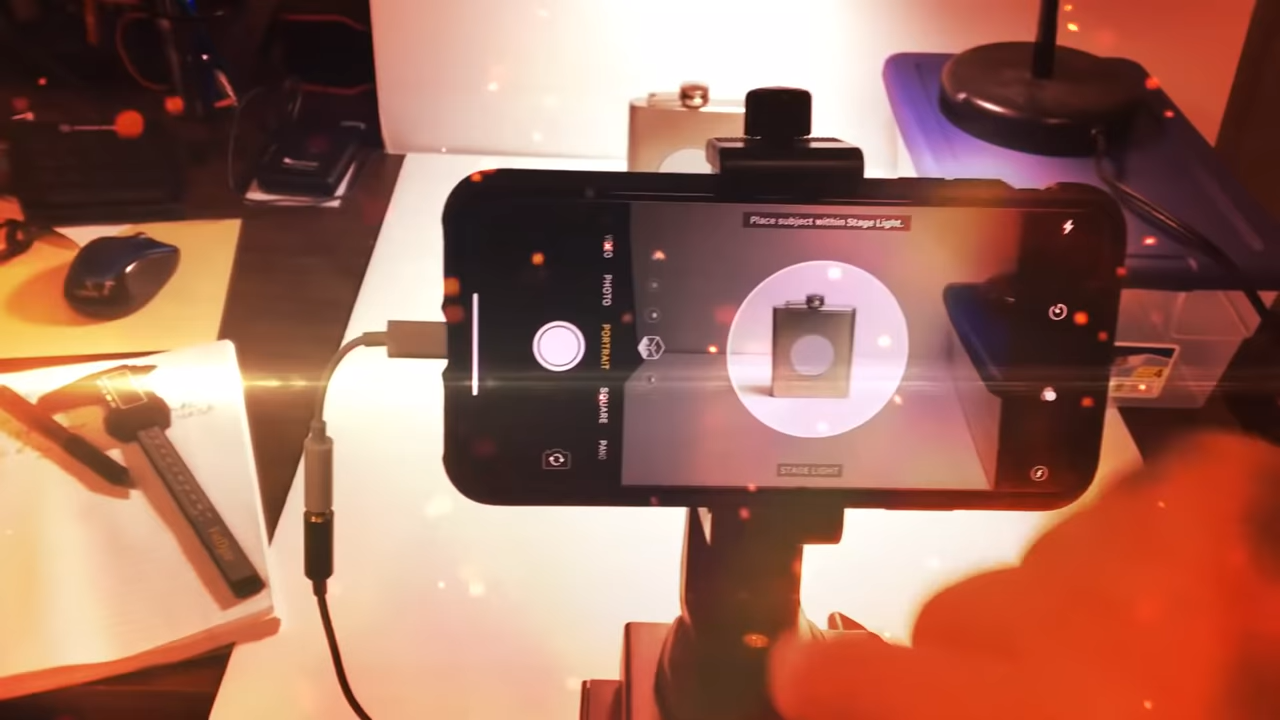 Place subject within Stage Light.
VIDEO
PHOTO
PORTRAIT
SQUARE
PANO
STAGE LIGHT